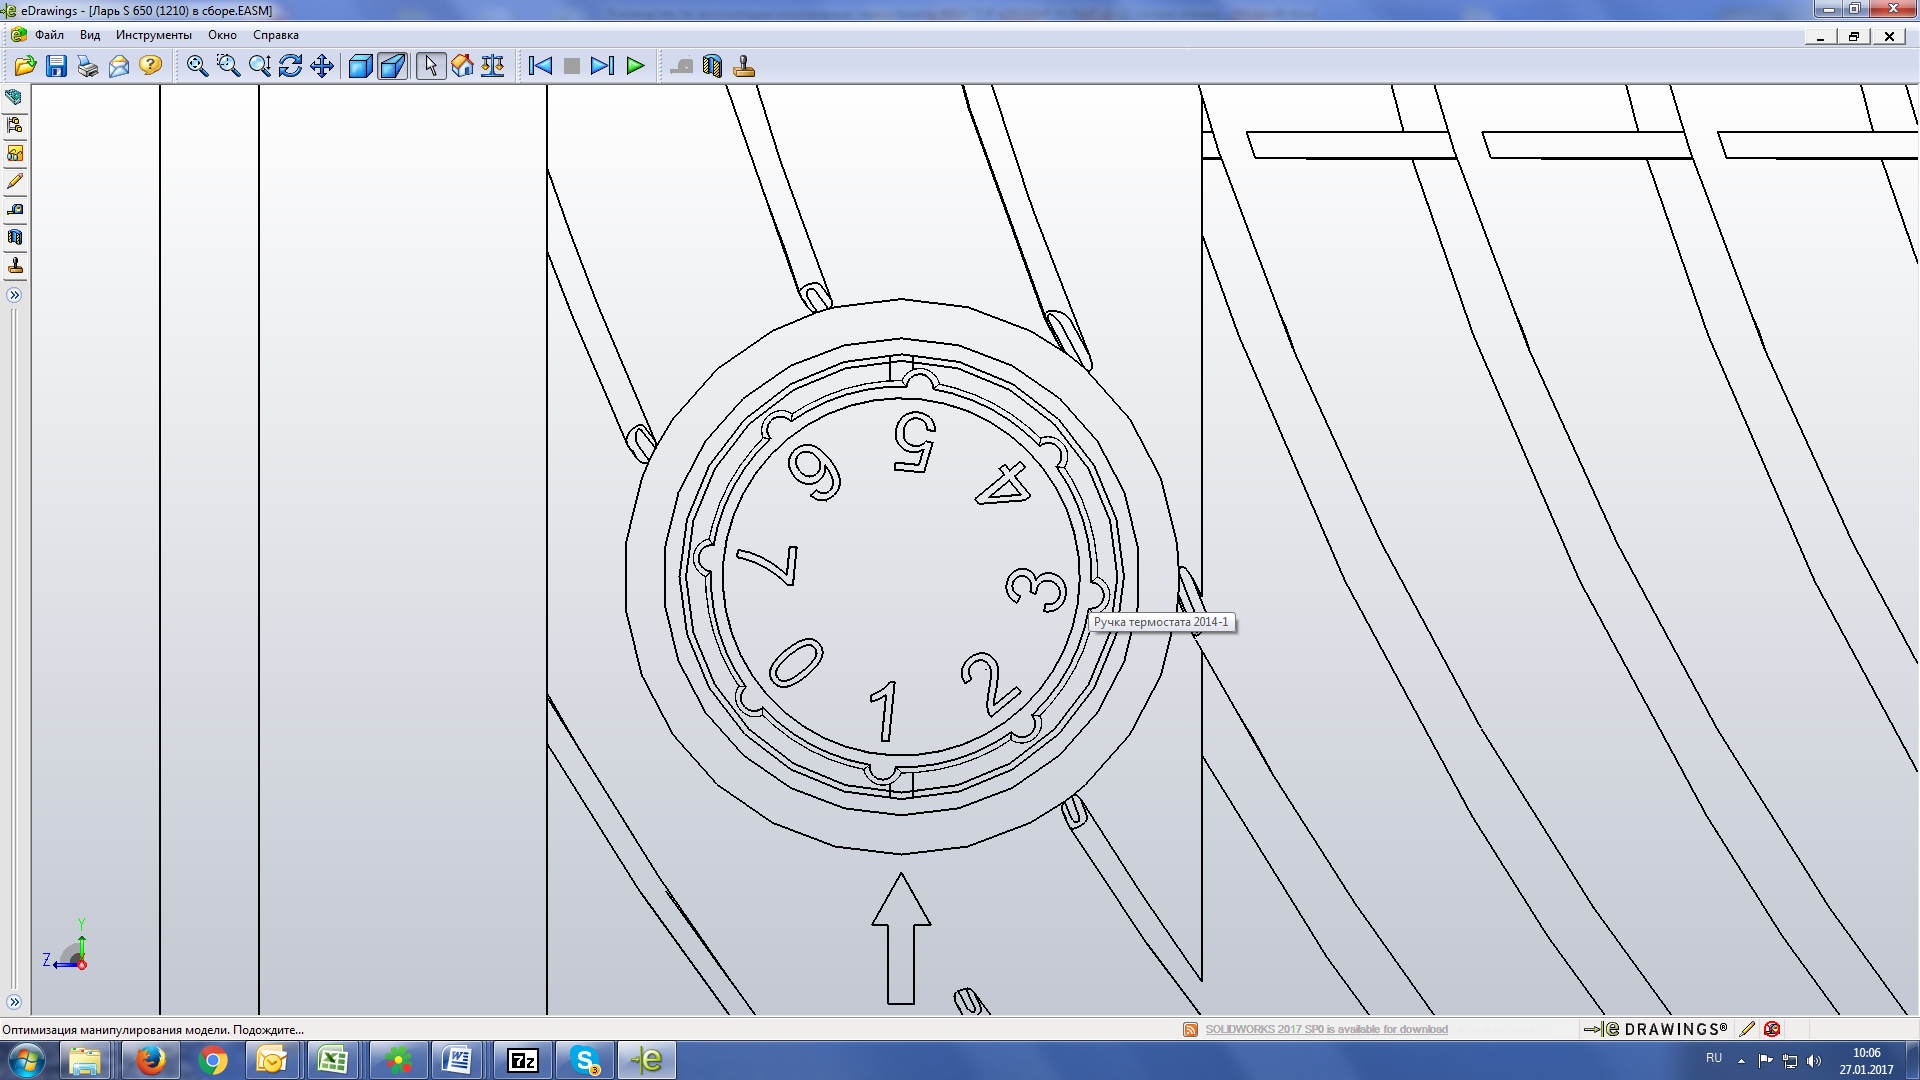 eDrawings - [Ларь S 650 (1210) в сборе.EASM]
Файл Вид Инструменты Окно Справка
5
6
4
7
3
Ручка термостата 2014-1
0
2
1
Y
Z
Оптимизация манипулирования модели. Подождите...
SOLIDWORKS 2017 SP0 is available for download
e DRAWINGS®
7z
3
RU
10:06
27.01.2017